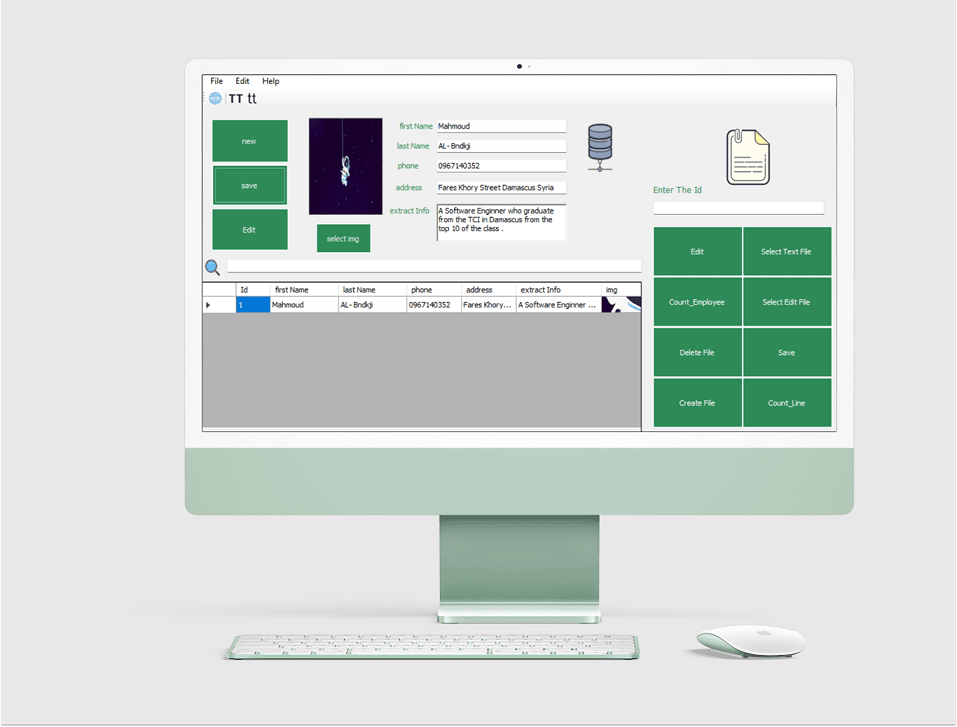 File Edit Help
TT tt
new
save
Edit
select img
first Name Mahmoud
last Name AL- Bndkji
phone 0967140352
address Fares Khory Street Damascus Syria
extract Info A Software Enginner who graduate
from the TCI in Damascus from the
top 10 of the class .
Enter The Id
Id first Name last Name phone address extract Info img
1 Mahmoud AL- Bndkji 0967140352 Fares Khory... A Software Enginner ...
Edit Select Text File
Count_Employee Select Edit File
Delete File Save
Create File Count_Line